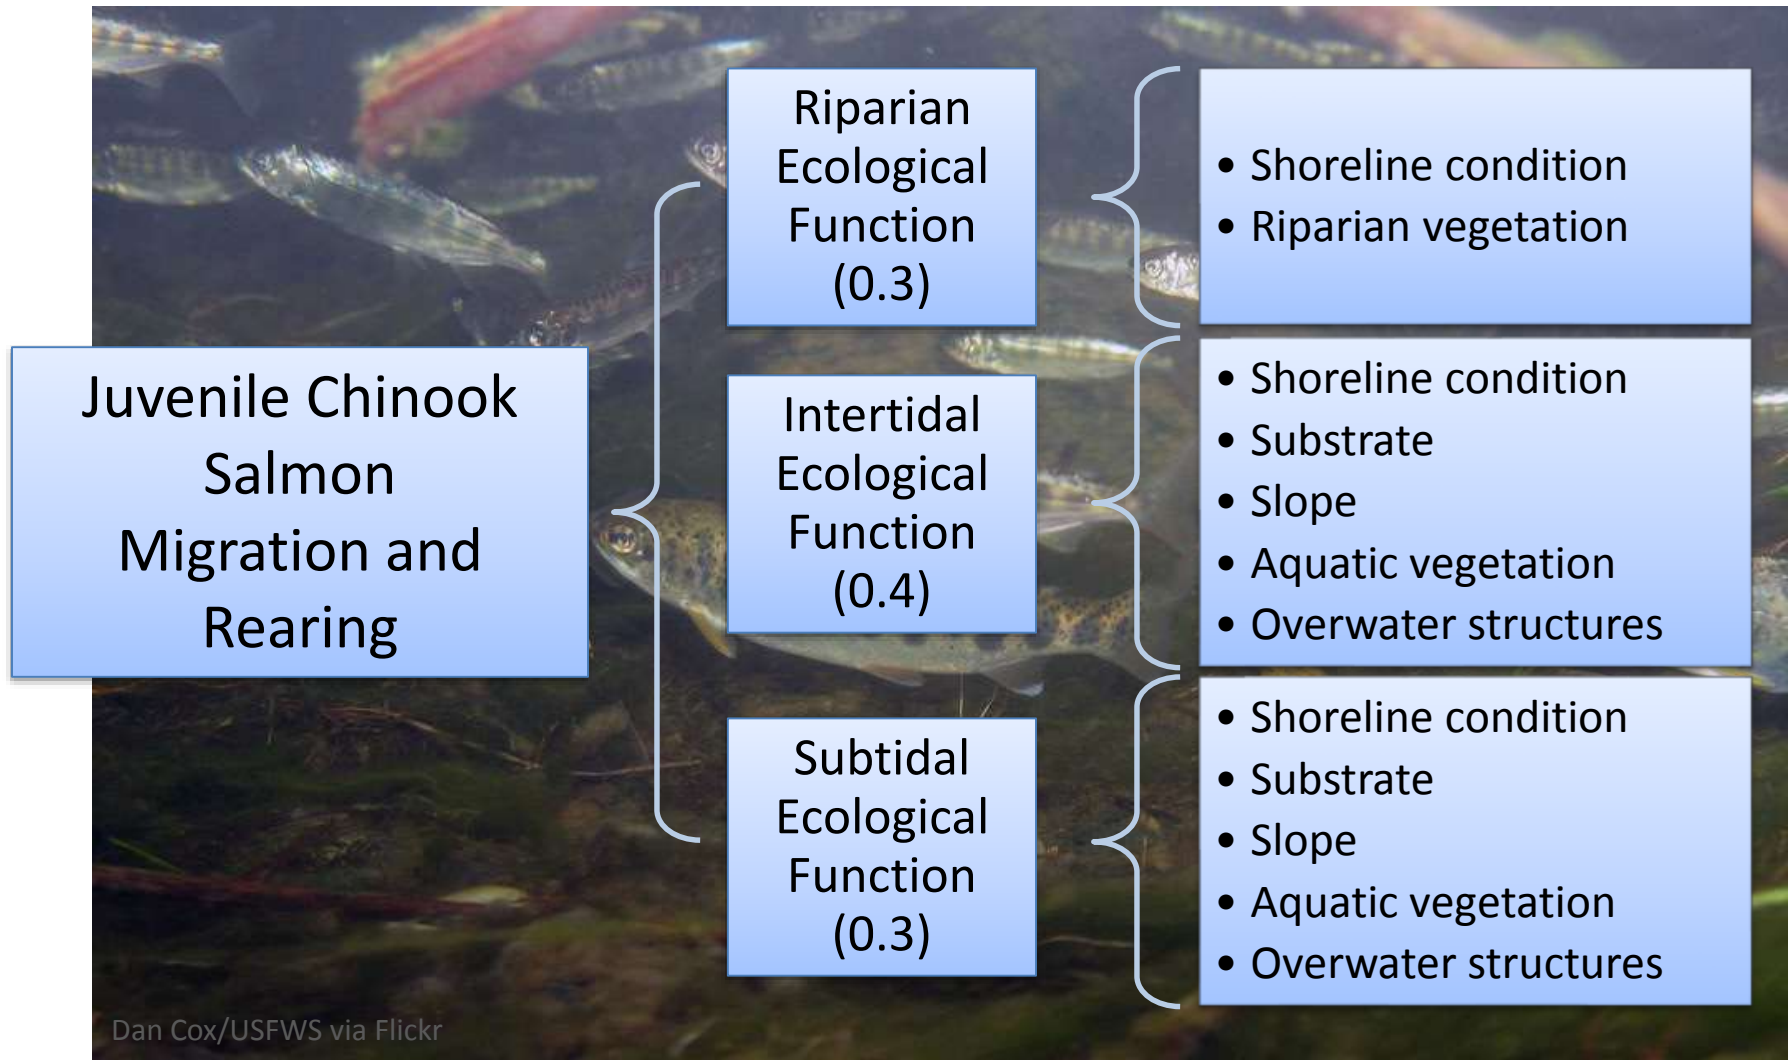 Juvenile Chinook
Salmon
Migration and
Rearing
Riparian
Ecological
Function
(0.3)
• Shoreline condition
• Riparian vegetation
Intertidal
Ecological
Function
(0.4)
• Shoreline condition
• Substrate
• Slope
• Aquatic vegetation
• Overwater structures
Subtidal
Ecological
Function
(0.3)
• Shoreline condition
• Substrate
• Slope
• Aquatic vegetation
• Overwater structures
Dan Cox/USFWS via Flickr